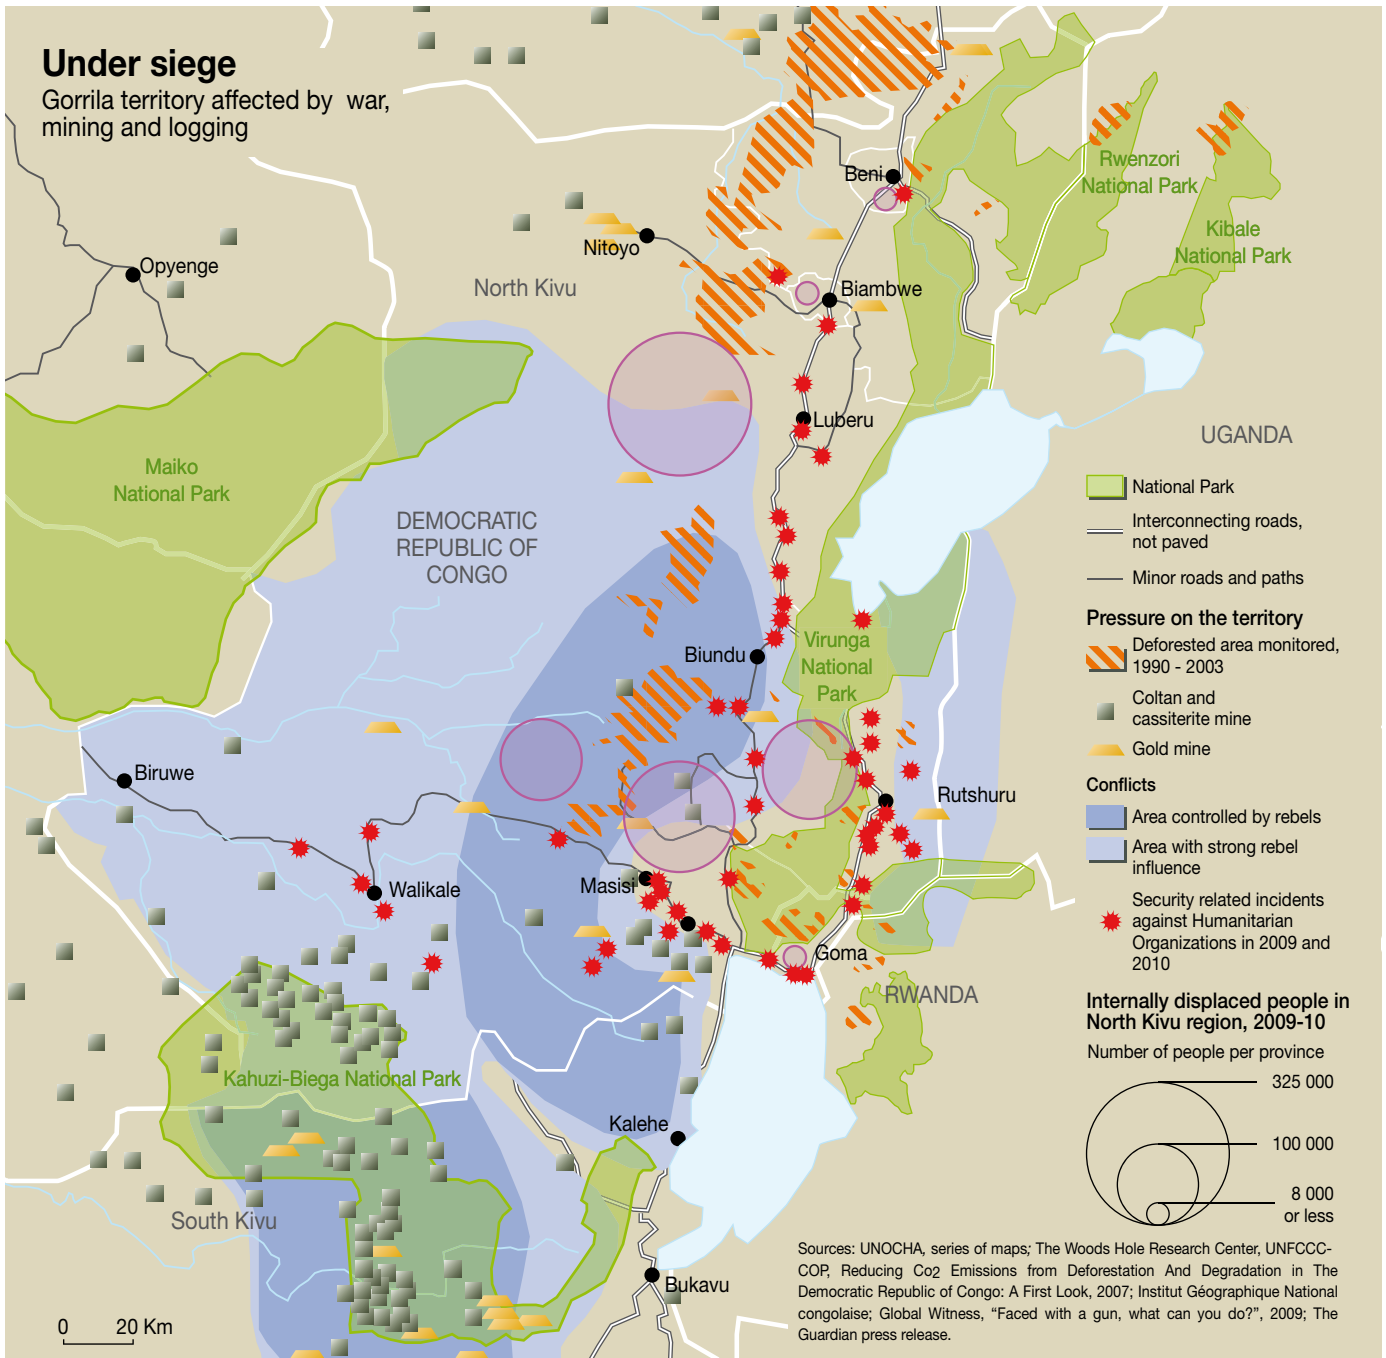 Under siege
Gorrila territory affected by war,
mining and logging
Beni
Rwenzori
National Park
Kibale
National Park
Nitoyo
Opyenge
North Kivu
Biambwe
Luberu
UGANDA
Maiko
National Park
DEMOCRATIC
REPUBLIC OF
CONGO
Virunga
National
Park
Biundu
Biruwe
Rutshuru
Walikale
Masisi
Goma
RWANDA
Kahuzi-Biega National Park
Kalehe
South Kivu
Bukavu
0 20 Km
National Park
Interconnecting roads,
not paved
Minor roads and paths
Pressure on the territory
Deforested area monitored,
1990 - 2003
Coltan and
cassiterite mine
Gold mine
Conflicts
Area controlled by rebels
Area with strong rebel
influence
Security related incidents
against Humanitarian
Organizations in 2009 and
2010
Internally displaced people in
North Kivu region, 2009-10
Number of people per province
325 000
100 000
8 000
or less
Sources: UNOCHA, series of maps; The Woods Hole Research Center, UNFCCC-
COP, Reducing Co2 Emissions from Deforestation And Degradation in The
Democratic Republic of Congo: A First Look, 2007; Institut Géographique National
congolaise; Global Witness, “Faced with a gun, what can you do?”, 2009; The
Guardian press release.